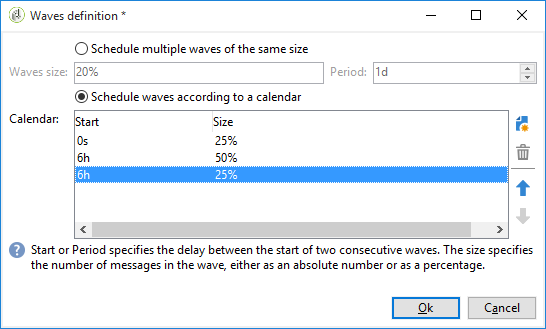 Waves definition *
Schedule multiple waves of the same size
Waves size: 20% Period: 1d
Schedule waves according to a calendar
Calendar: Start Size
0s 25%
6h 50%
6h 25%
Start or Period specifies the delay between the start of two consecutive waves. The size specifies
the number of messages in the wave, either as an absolute number or as a percentage.
Ok Cancel